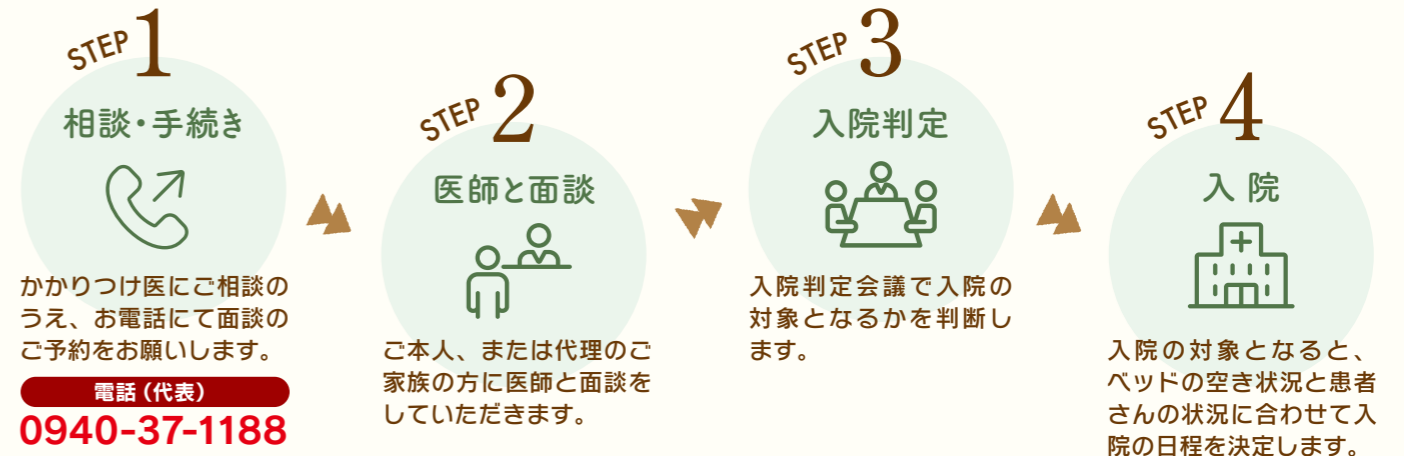 STEP 1
相談・手続き
かかりつけ医にご相談の
うえ、お電話にて面談の
ご予約をお願いします。
電話（代表）
0940-37-1188
STEP 2
医師と面談
ご本人、または代理のご
家族の方に医師と面談を
していただきます。
STEP 3
入院判定
入院判定会議で入院の
対象となるかを判断し
ます。
STEP 4
入院
入院の対象となると、
ベッドの空き状況と患者
さんの状況に合わせて入
院の日程を決定します。